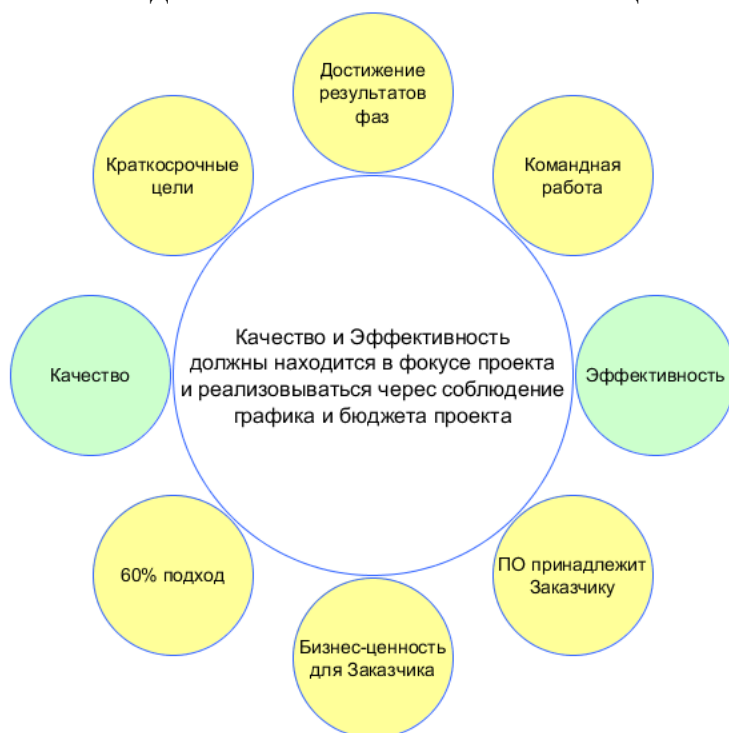 Достижение
результатов
фаз
Краткосрочные
цели
Командная
работа
Качество
Качество и Эффективность
должны находится в фокусе проекта
и реализовываться черес соблюдение
графика и бюджета проекта
Эффективность
60% подход
ПО принадлежит
Заказчику
Бизнес-ценность
для Заказчика